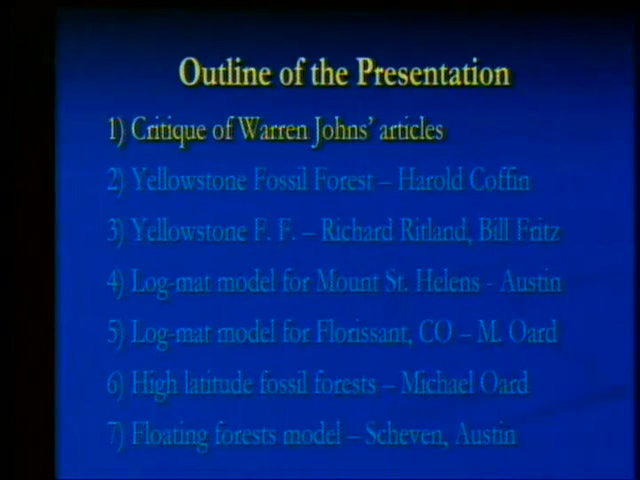 Outline of the Presentation
1) Critique of Warren Johns' articles
2) Yellowstone Fossil Forest – Harold Coffin
3) Yellowstone F. F. – Richard Ritland, Bill Fritz
4) Log-mat model for Mount St. Helens - Austin
5) Log-mat model for Florissant, CO – M. Oard
6) High latitude fossil forests – Michael Oard
7) Floating forests model – Scheven, Austin